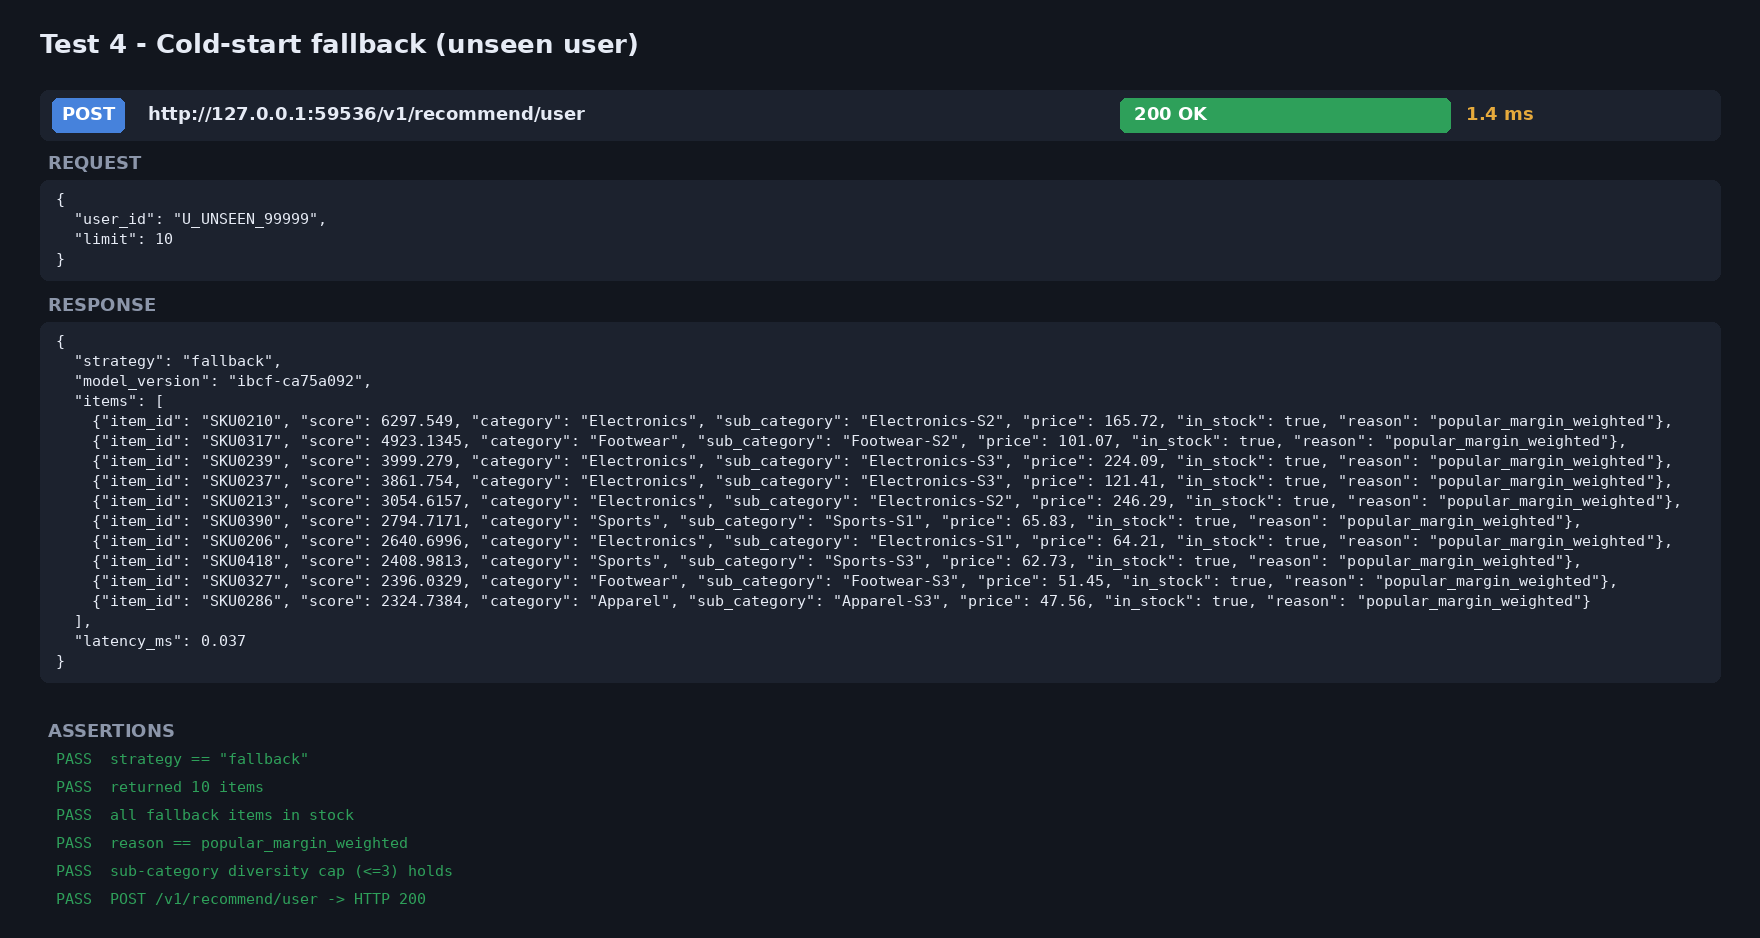 Test 4 - Cold-start fallback (unseen user)
POST http://127.0.0.1:59536/v1/recommend/user 200 OK 1.4 ms
REQUEST
{
  "user_id": "U_UNSEEN_99999",
  "limit": 10
}
RESPONSE
{
  "strategy": "fallback",
  "model_version": "ibcf-ca75a092",
  "items": [
    {"item_id": "SKU0210", "score": 6297.549, "category": "Electronics", "sub_category": "Electronics-S2", "price": 165.72, "in_stock": true, "reason": "popular_margin_weighted"},
    {"item_id": "SKU0317", "score": 4923.1345, "category": "Footwear", "sub_category": "Footwear-S2", "price": 101.07, "in_stock": true, "reason": "popular_margin_weighted"},
    {"item_id": "SKU0239", "score": 3999.279, "category": "Electronics", "sub_category": "Electronics-S3", "price": 224.09, "in_stock": true, "reason": "popular_margin_weighted"},
    {"item_id": "SKU0237", "score": 3861.754, "category": "Electronics", "sub_category": "Electronics-S3", "price": 121.41, "in_stock": true, "reason": "popular_margin_weighted"},
    {"item_id": "SKU0213", "score": 3054.6157, "category": "Electronics", "sub_category": "Electronics-S2", "price": 246.29, "in_stock": true, "reason": "popular_margin_weighted"},
    {"item_id": "SKU0390", "score": 2794.7171, "category": "Sports", "sub_category": "Sports-S1", "price": 65.83, "in_stock": true, "reason": "popular_margin_weighted"},
    {"item_id": "SKU0206", "score": 2640.6996, "category": "Electronics", "sub_category": "Electronics-S1", "price": 64.21, "in_stock": true, "reason": "popular_margin_weighted"},
    {"item_id": "SKU0418", "score": 2408.9813, "category": "Sports", "sub_category": "Sports-S3", "price": 62.73, "in_stock": true, "reason": "popular_margin_weighted"},
    {"item_id": "SKU0327", "score": 2396.0329, "category": "Footwear", "sub_category": "Footwear-S3", "price": 51.45, "in_stock": true, "reason": "popular_margin_weighted"},
    {"item_id": "SKU0286", "score": 2324.7384, "category": "Apparel", "sub_category": "Apparel-S3", "price": 47.56, "in_stock": true, "reason": "popular_margin_weighted"}
  ],
  "latency_ms": 0.037
}
ASSERTIONS
PASS  strategy == "fallback"
PASS  returned 10 items
PASS  all fallback items in stock
PASS  reason == popular_margin_weighted
PASS  sub-category diversity cap (<=3) holds
PASS  POST /v1/recommend/user -> HTTP 200